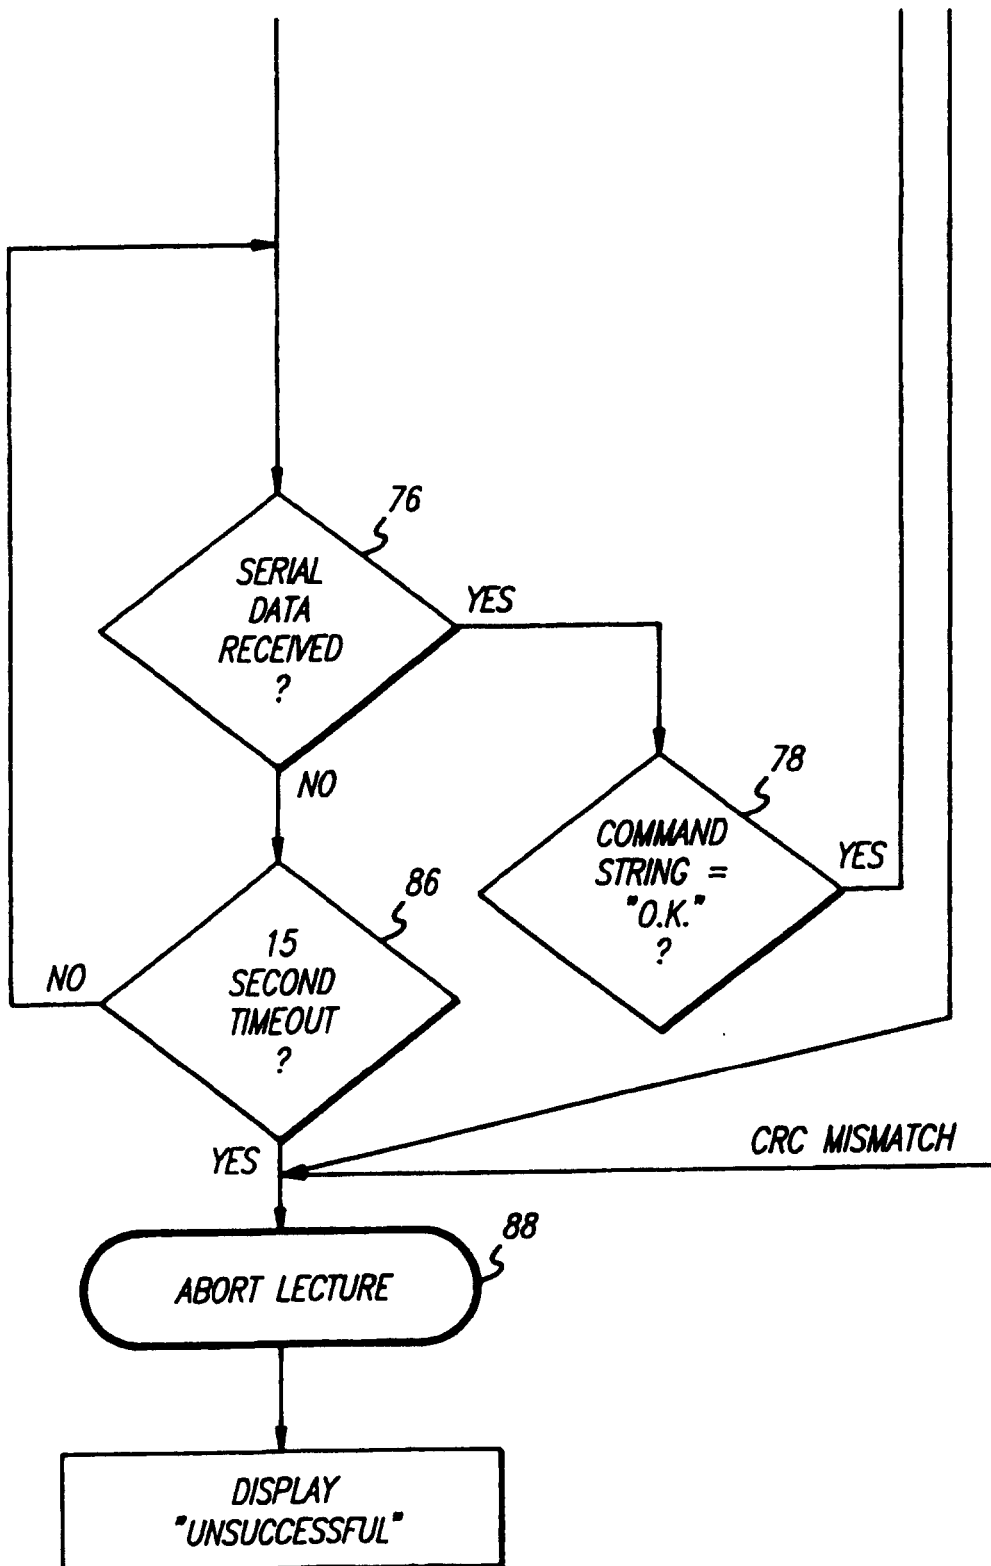 76
SERIAL
DATA
RECEIVED
?
YES
NO
78
COMMAND
STRING =
"O.K."
?
YES
86
15
SECOND
TIMEOUT
?
NO
YES
CRC MISMATCH
88
ABORT LECTURE
DISPLAY
"UNSUCCESSFUL"